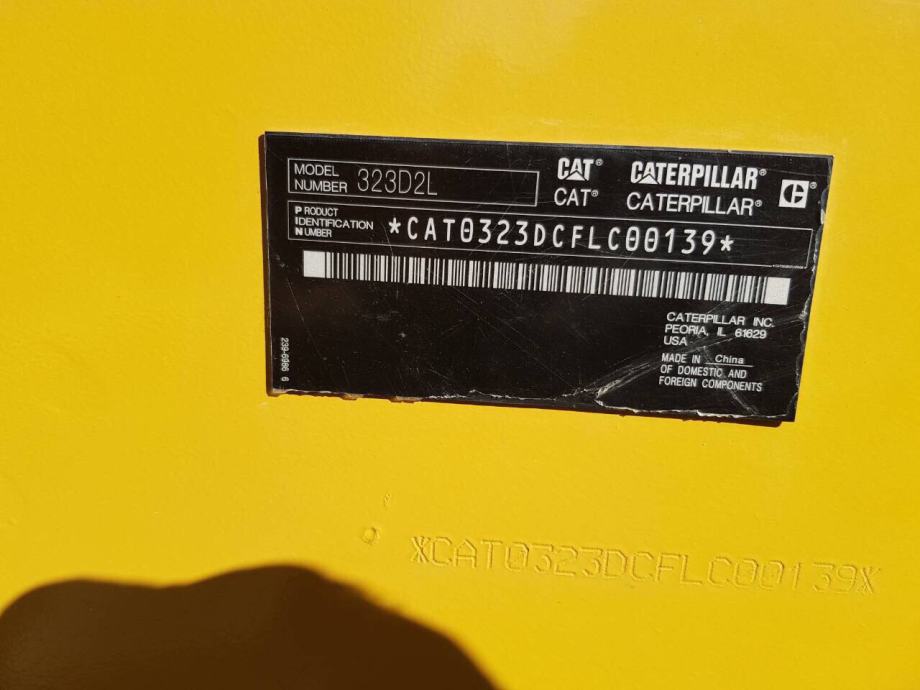 MODEL NUMBER 323D2L
CAT® CATERPILLAR®
CAT® CATERPILLAR®
PRODUCT IDENTIFICATION NUMBER *CAT0323DCFLC00139*
CATERPILLAR INC.
PEORIA, IL 61629
USA
MADE IN China
OF DOMESTIC AND
FOREIGN COMPONENTS
239-6986 6
*CAT0323DCFLC00139*